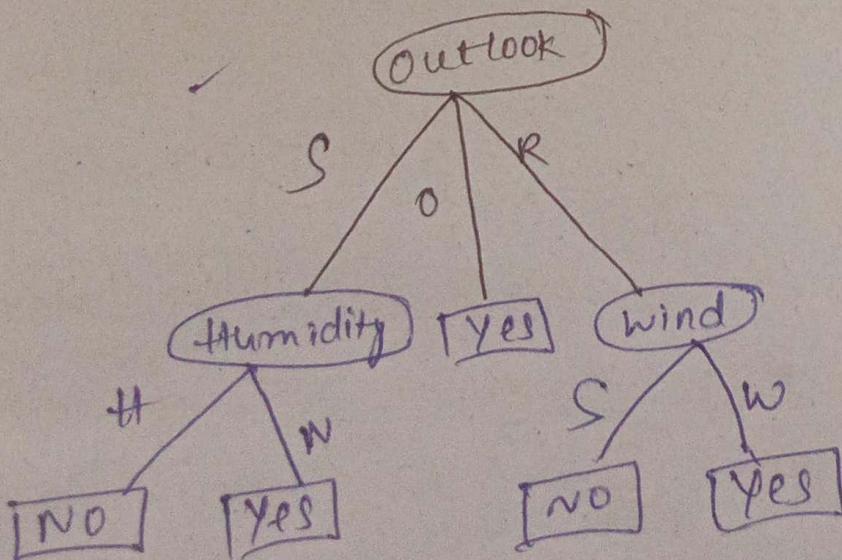 Outlook
S O R
Humidity Yes Wind
H N S W
NO Yes NO Yes